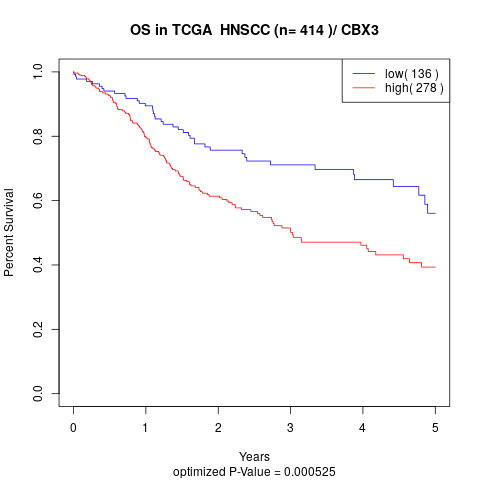 OS in TCGA  HNSCC (n= 414 )/ CBX3
low( 136 )
high( 278 )
Percent Survival
1.0
0.8
0.6
0.4
0.2
0.0
0 1 2 3 4 5
Years
optimized P-Value = 0.000525